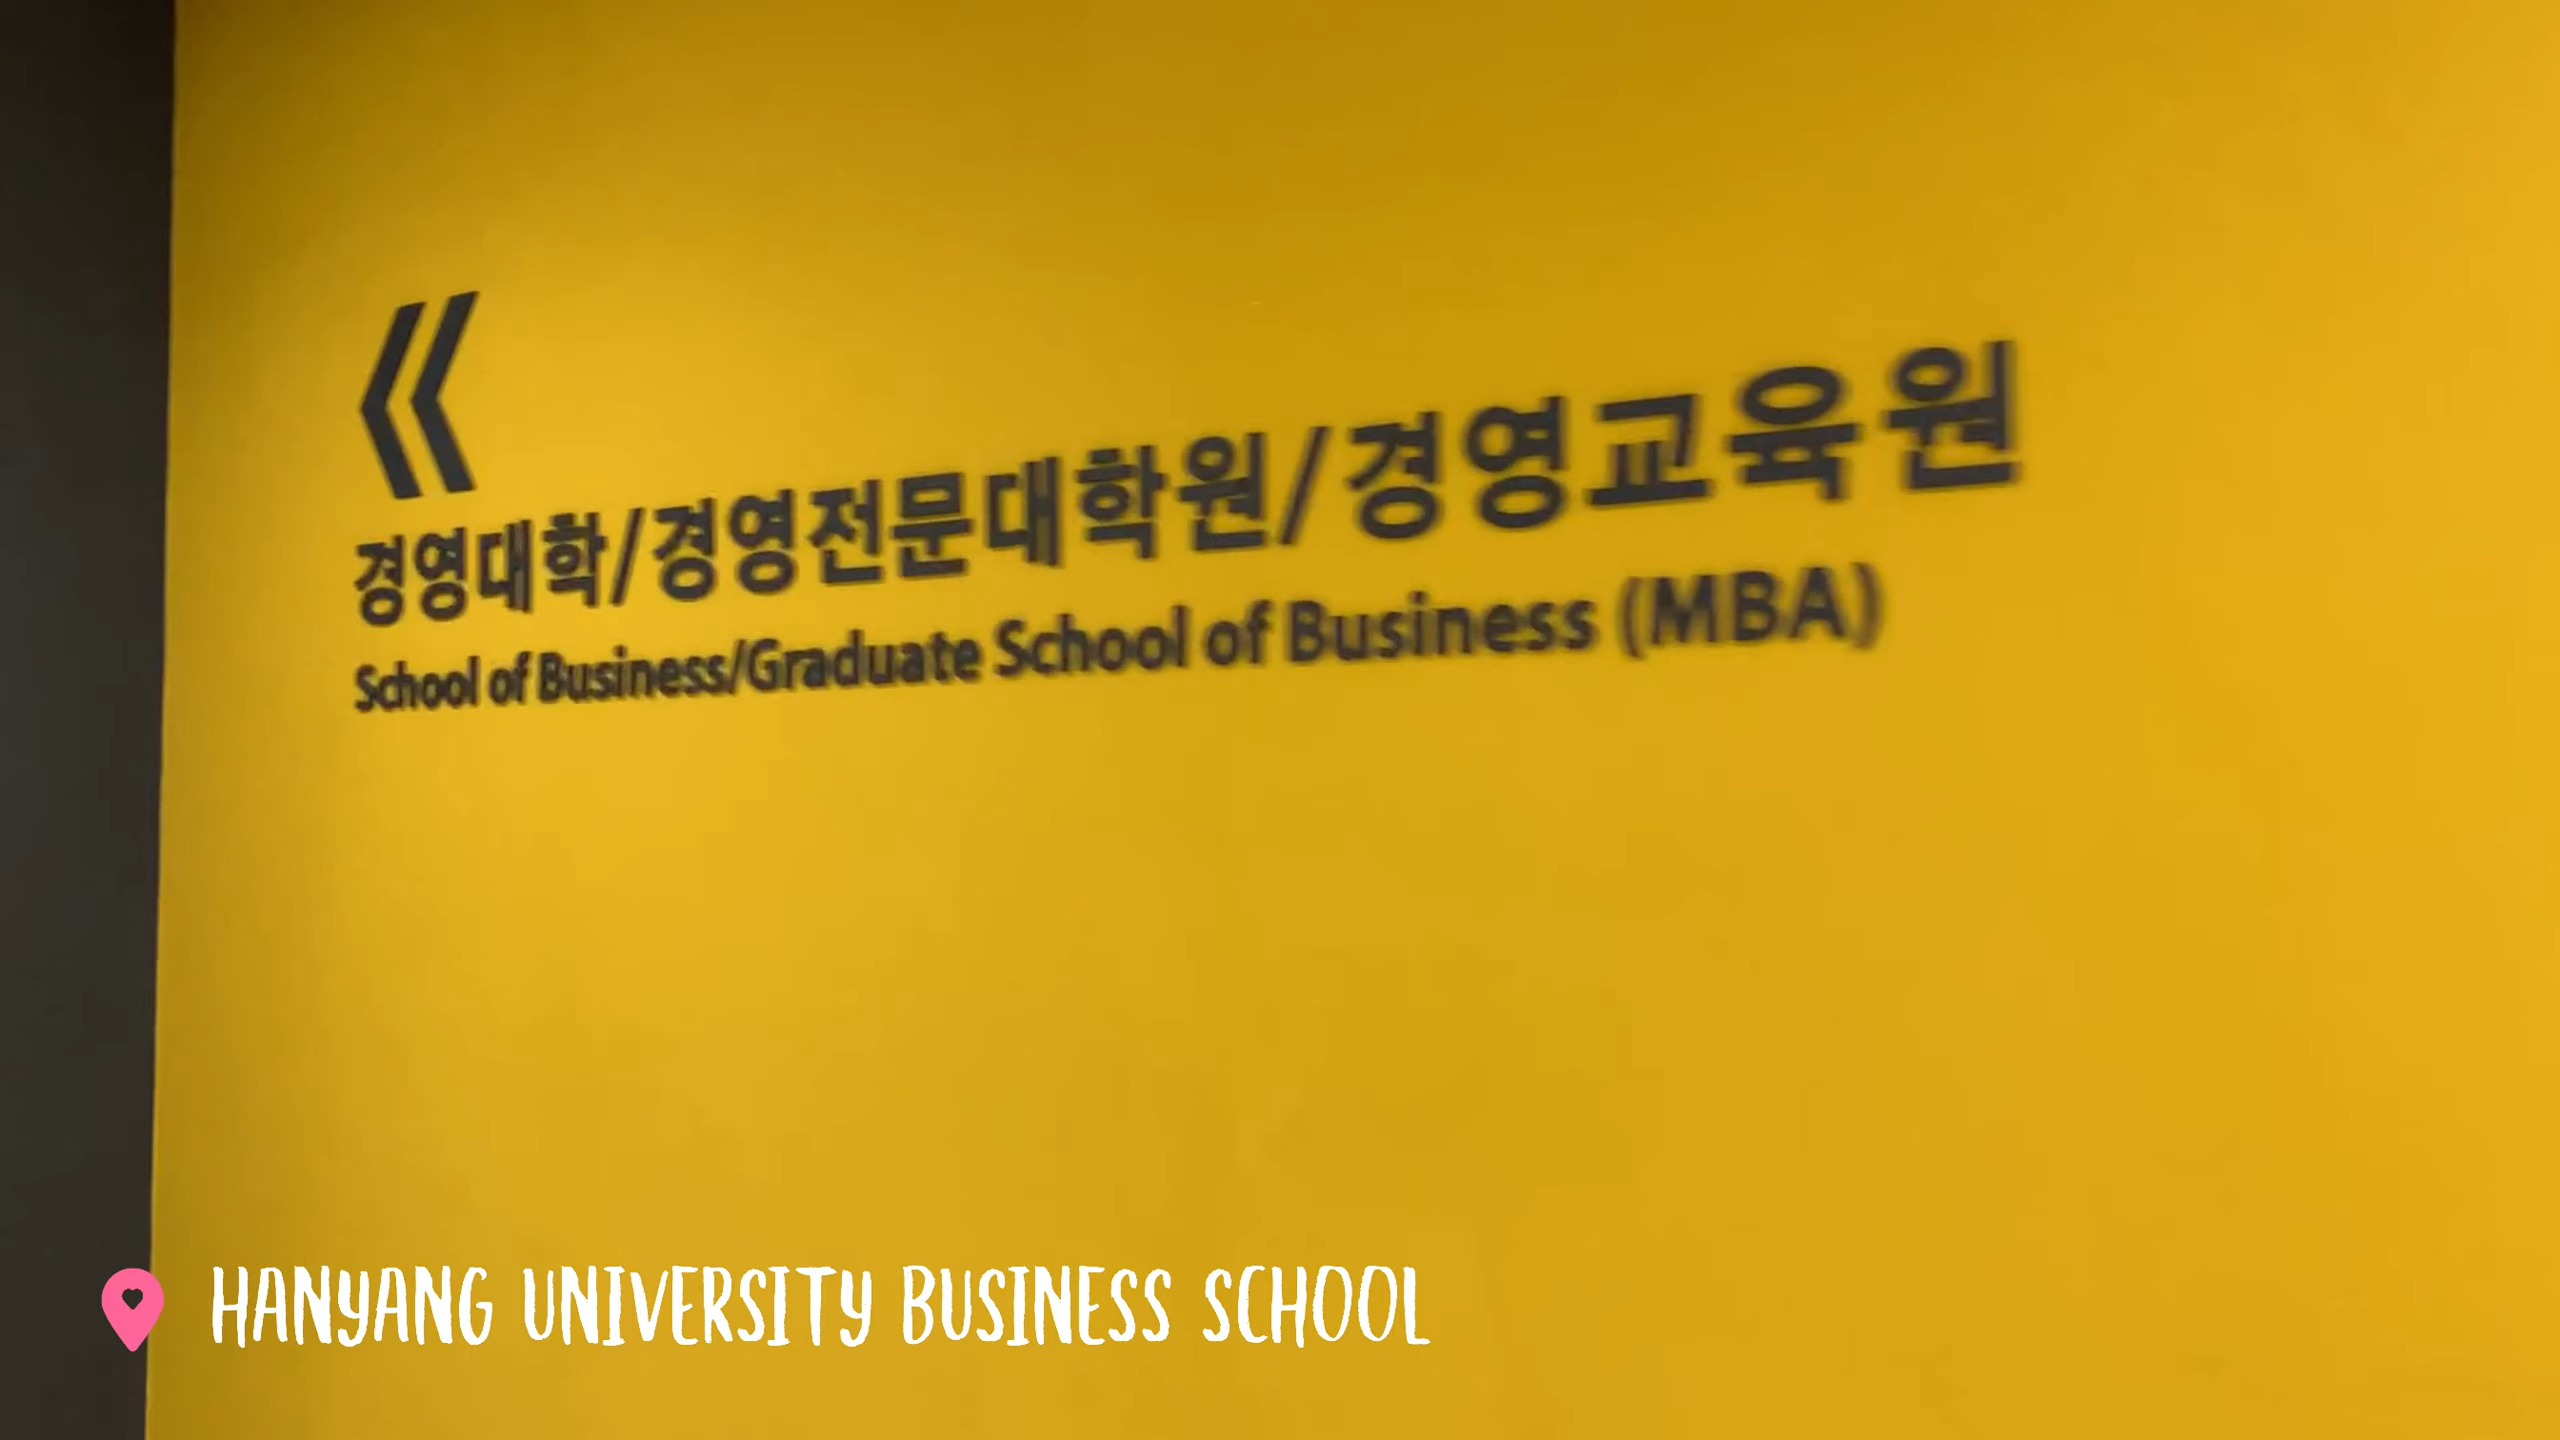 경영대학/경영전문대학원/경영교육원
School of Business/Graduate School of Business (MBA)
HANYANG UNIVERSITY BUSINESS SCHOOL